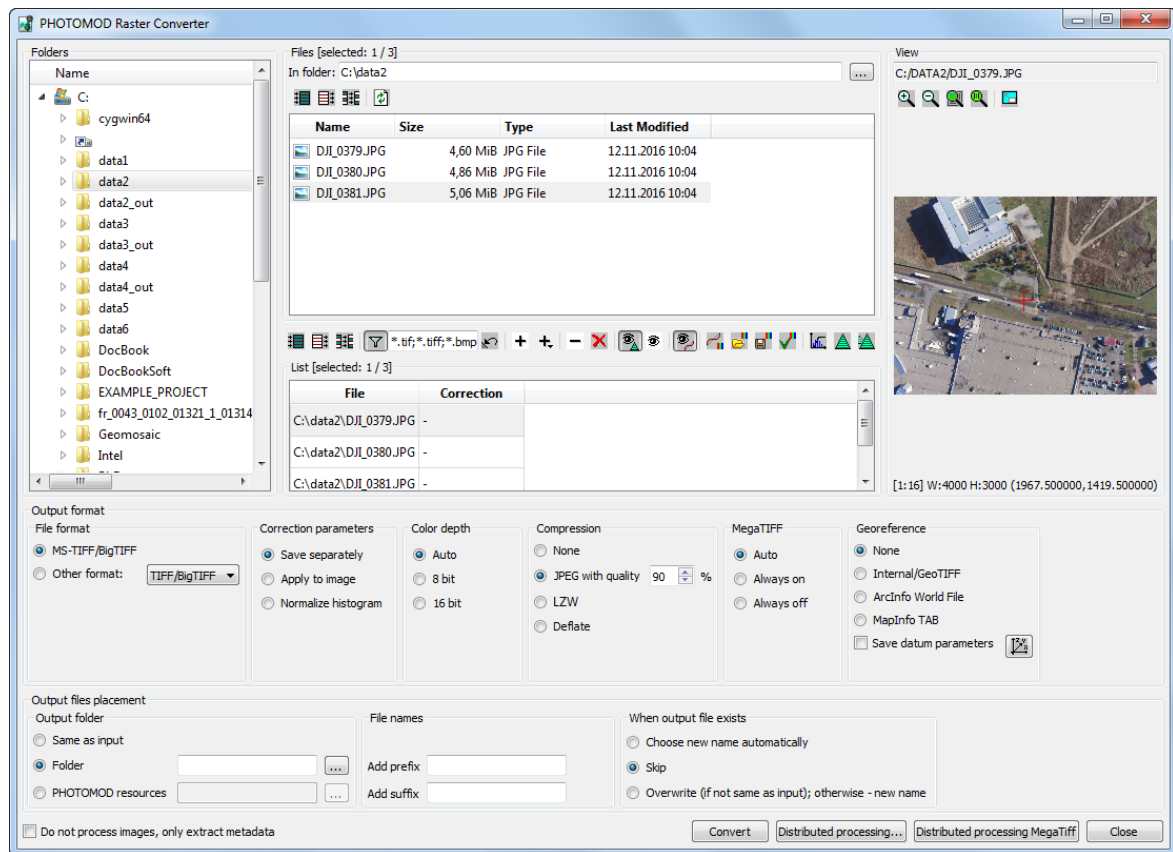 PHOTOMOD Raster Converter
Folders
Name
C:
cygwin64
data1
data2
data2_out
data3
data3_out
data4
data4_out
data5
data6
DocBook
DocBookSoft
EXAMPLE_PROJECT
fr_0043_0102_01321_1_01314
Geomosaic
Intel
Files [selected: 1 / 3]
In folder: C:\data2
...
Name Size Type Last Modified
DJI_0379.JPG 4,60 MiB JPG File 12.11.2016 10:04
DJI_0380.JPG 4,86 MiB JPG File 12.11.2016 10:04
DJI_0381.JPG 5,06 MiB JPG File 12.11.2016 10:04
*.tif;*.tiff;*.bmp
List [selected: 1 / 3]
File Correction
C:\data2\DJI_0379.JPG -
C:\data2\DJI_0380.JPG -
C:\data2\DJI_0381.JPG -
View
C:/DATA2/DJI_0379.JPG
[1:16] W:4000 H:3000 (1967.500000,1419.500000)
Output format
File format
MS-TIFF/BigTIFF
Other format: TIFF/BigTIFF
Correction parameters
Save separately
Apply to image
Normalize histogram
Color depth
Auto
8 bit
16 bit
Compression
None
JPEG with quality 90 %
LZW
Deflate
MegaTIFF
Auto
Always on
Always off
Georeference
None
Internal/GeoTIFF
ArcInfo World File
MapInfo TAB
Save datum parameters
Output files placement
Output folder
Same as input
Folder ...
PHOTOMOD resources ...
File names
Add prefix
Add suffix
When output file exists
Choose new name automatically
Skip
Overwrite (if not same as input); otherwise - new name
Do not process images, only extract metadata
Convert Distributed processing... Distributed processing MegaTiff Close